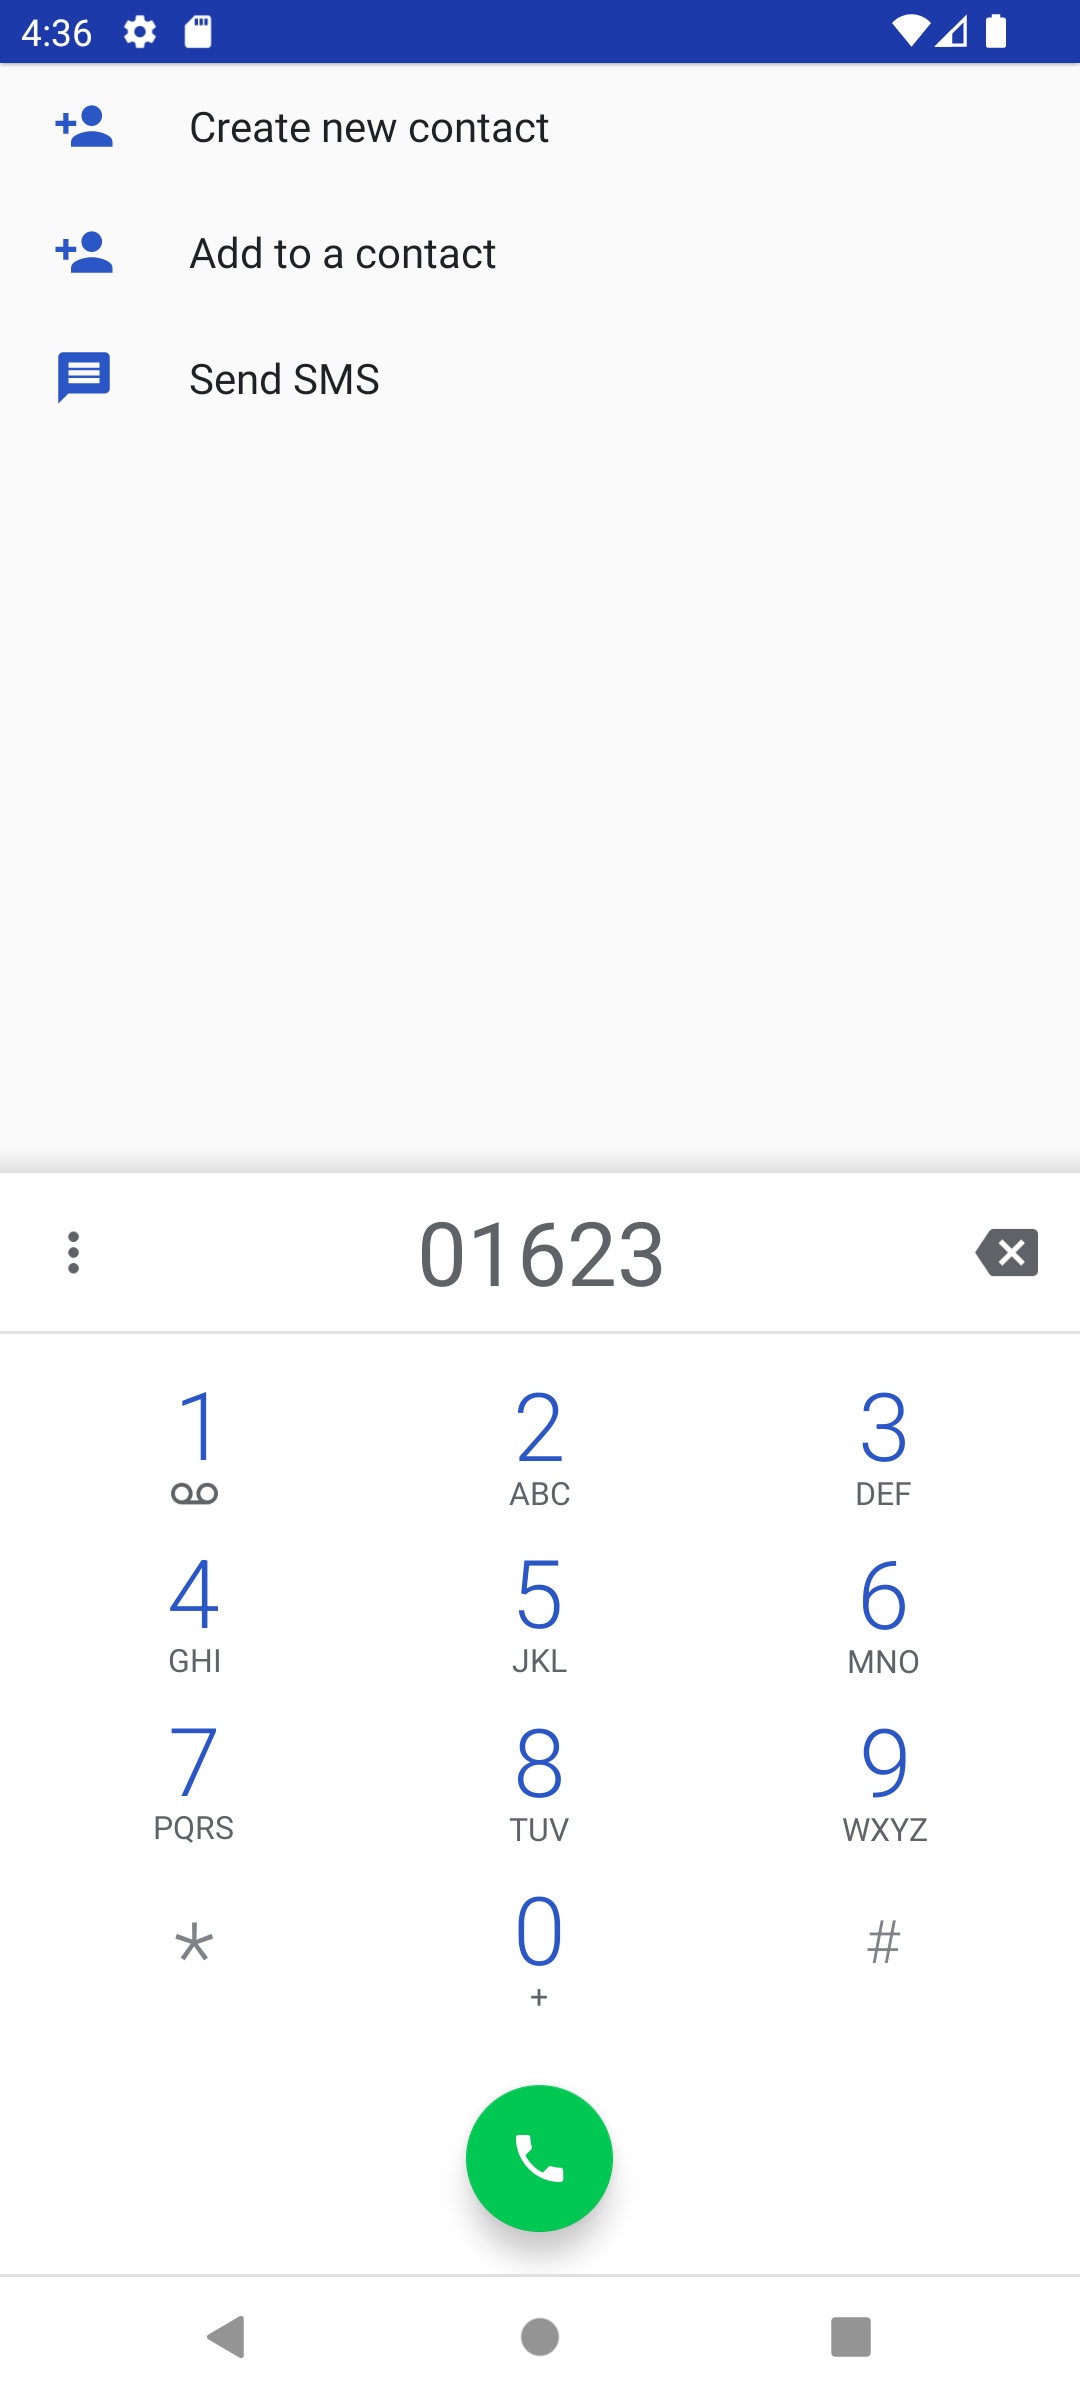 4:36
Create new contact
Add to a contact
Send SMS
01623
1 2 3
ABC DEF
4 5 6
GHI JKL MNO
7 8 9
PQRS TUV WXYZ
* 0 #
+